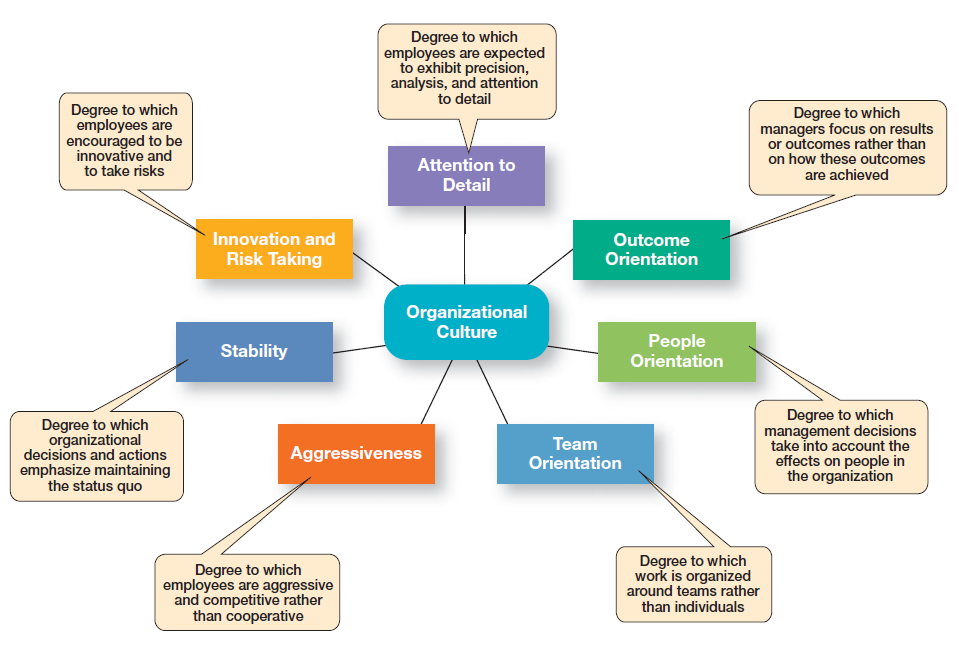 Degree to which
employees are expected
to exhibit precision,
analysis, and attention
to detail
Attention to
Detail
Degree to which
managers focus on results
or outcomes rather than
on how these outcomes
are achieved
Outcome
Orientation
Degree to which
employees are
encouraged to be
innovative and
to take risks
Innovation and
Risk Taking
Organizational
Culture
Stability
Degree to which
organizational
decisions and actions
emphasize maintaining
the status quo
People
Orientation
Degree to which
management decisions
take into account the
effects on people in
the organization
Aggressiveness
Degree to which
employees are aggressive
and competitive rather
than cooperative
Team
Orientation
Degree to which
work is organized
around teams rather
than individuals